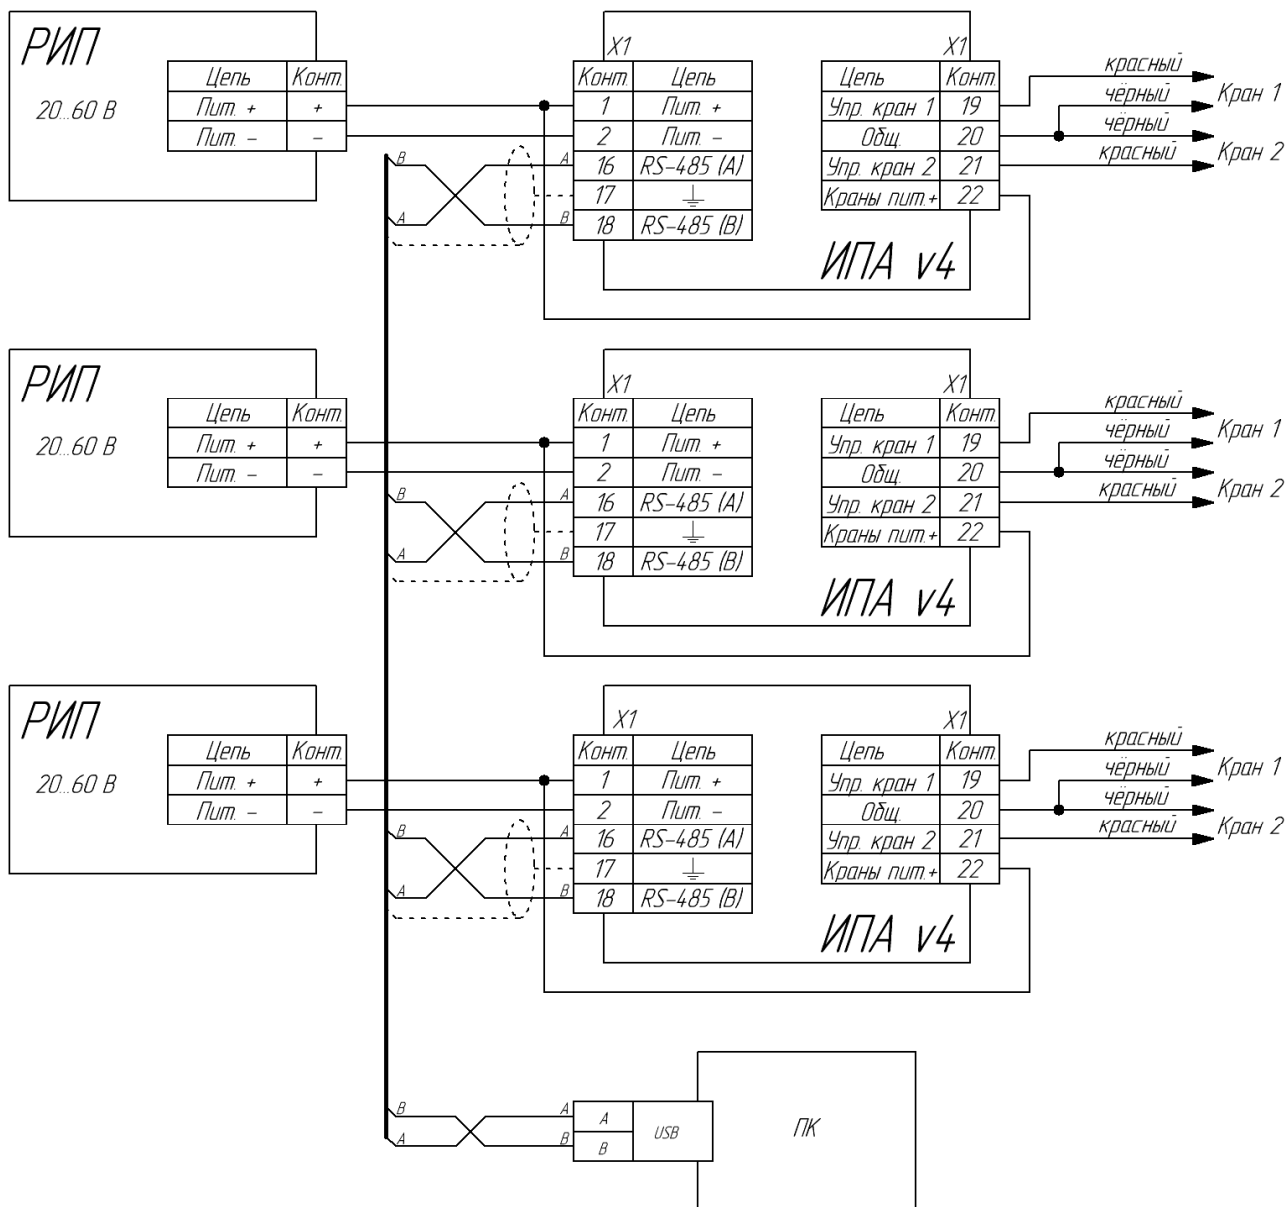 РИП
20...60 В
Цепь Конт.
Пит. + +
Пит. – –
X1
Конт. Цепь
1 Пит. +
2 Пит. –
16 RS-485 (A)
17
18 RS-485 (B)
B
A
A
B
X1
Цепь Конт.
Упр. кран 1 19
Общ. 20
Упр. кран 2 21
Краны пит.+ 22
ИПА v4
красный
чёрный
Кран 1
чёрный
красный
Кран 2
РИП
20...60 В
Цепь Конт.
Пит. + +
Пит. – –
X1
Конт. Цепь
1 Пит. +
2 Пит. –
16 RS-485 (A)
17
18 RS-485 (B)
B
A
A
B
X1
Цепь Конт.
Упр. кран 1 19
Общ. 20
Упр. кран 2 21
Краны пит.+ 22
ИПА v4
красный
чёрный
Кран 1
чёрный
красный
Кран 2
РИП
20...60 В
Цепь Конт.
Пит. + +
Пит. – –
X1
Конт. Цепь
1 Пит. +
2 Пит. –
16 RS-485 (A)
17
18 RS-485 (B)
B
A
A
B
X1
Цепь Конт.
Упр. кран 1 19
Общ. 20
Упр. кран 2 21
Краны пит.+ 22
ИПА v4
красный
чёрный
Кран 1
чёрный
красный
Кран 2
B
A
A
B
A
B
USB
ПК